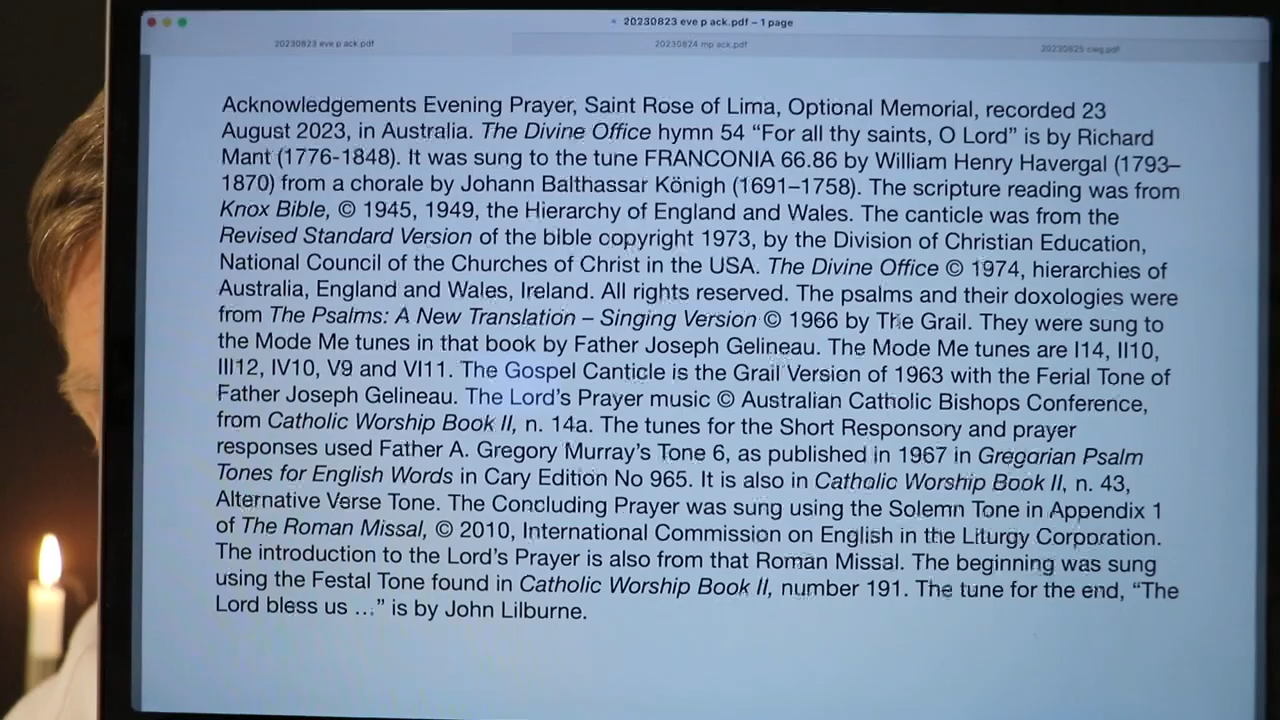 20230823 eve p ack.pdf – 1 page
20230823 eve p ack.pdf
20230824 mp ack.pdf
20230825 cwg.pdf
Acknowledgements Evening Prayer, Saint Rose of Lima, Optional Memorial, recorded 23
August 2023, in Australia. The Divine Office hymn 54 “For all thy saints, O Lord” is by Richard
Mant (1776-1848). It was sung to the tune FRANCONIA 66.86 by William Henry Havergal (1793–
1870) from a chorale by Johann Balthassar Königh (1691–1758). The scripture reading was from
Knox Bible, © 1945, 1949, the Hierarchy of England and Wales. The canticle was from the
Revised Standard Version of the bible copyright 1973, by the Division of Christian Education,
National Council of the Churches of Christ in the USA. The Divine Office © 1974, hierarchies of
Australia, England and Wales, Ireland. All rights reserved. The psalms and their doxologies were
from The Psalms: A New Translation – Singing Version © 1966 by The Grail. They were sung to
the Mode Me tunes in that book by Father Joseph Gelineau. The Mode Me tunes are I14, II10,
III12, IV10, V9 and VI11. The Gospel Canticle is the Grail Version of 1963 with the Ferial Tone of
Father Joseph Gelineau. The Lord’s Prayer music © Australian Catholic Bishops Conference,
from Catholic Worship Book II, n. 14a. The tunes for the Short Responsory and prayer
responses used Father A. Gregory Murray’s Tone 6, as published in 1967 in Gregorian Psalm
Tones for English Words in Cary Edition No 965. It is also in Catholic Worship Book II, n. 43,
Alternative Verse Tone. The Concluding Prayer was sung using the Solemn Tone in Appendix 1
of The Roman Missal, © 2010, International Commission on English in the Liturgy Corporation.
The introduction to the Lord’s Prayer is also from that Roman Missal. The beginning was sung
using the Festal Tone found in Catholic Worship Book II, number 191. The tune for the end, “The
Lord bless us ...” is by John Lilburne.